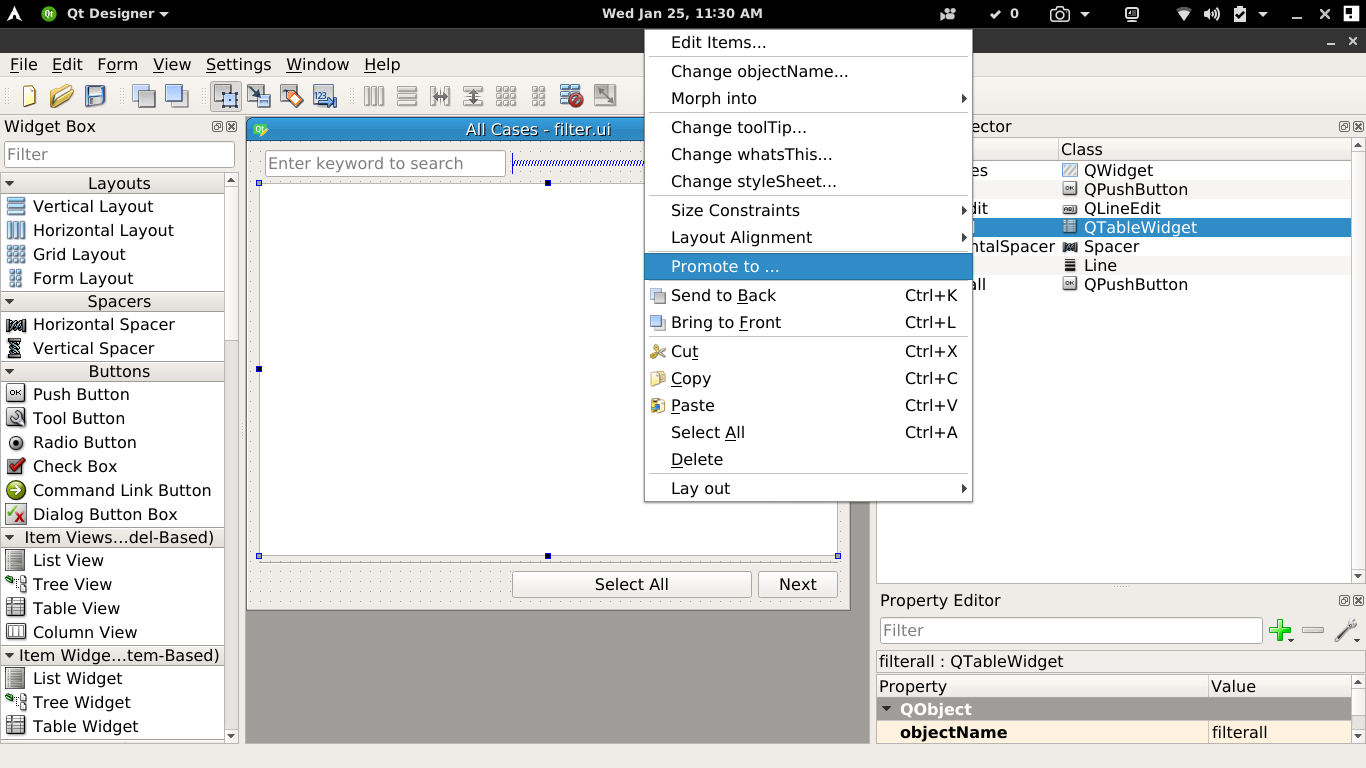 Qt Designer
Wed Jan 25, 11:30 AM
0
File Edit Form View Settings Window Help
Widget Box
Filter
Layouts
Vertical Layout
Horizontal Layout
Grid Layout
Form Layout
Spacers
Horizontal Spacer
Vertical Spacer
Buttons
Push Button
Tool Button
Radio Button
Check Box
Command Link Button
Dialog Button Box
Item Views...del-Based)
List View
Tree View
Table View
Column View
Item Widge...tem-Based)
List Widget
Tree Widget
Table Widget
All Cases - filter.ui
Enter keyword to search
Select All
Next
Edit Items...
Change objectName...
Morph into
Change toolTip...
Change whatsThis...
Change styleSheet...
Size Constraints
Layout Alignment
Promote to ...
Send to Back Ctrl+K
Bring to Front Ctrl+L
Cut Ctrl+X
Copy Ctrl+C
Paste Ctrl+V
Select All Ctrl+A
Delete
Lay out
ector
Class
es QWidget
QPushButton
dit QLineEdit
QTableWidget
ntalSpacer Spacer
Line
all QPushButton
Property Editor
Filter
filterall : QTableWidget
Property Value
QObject
objectName filterall